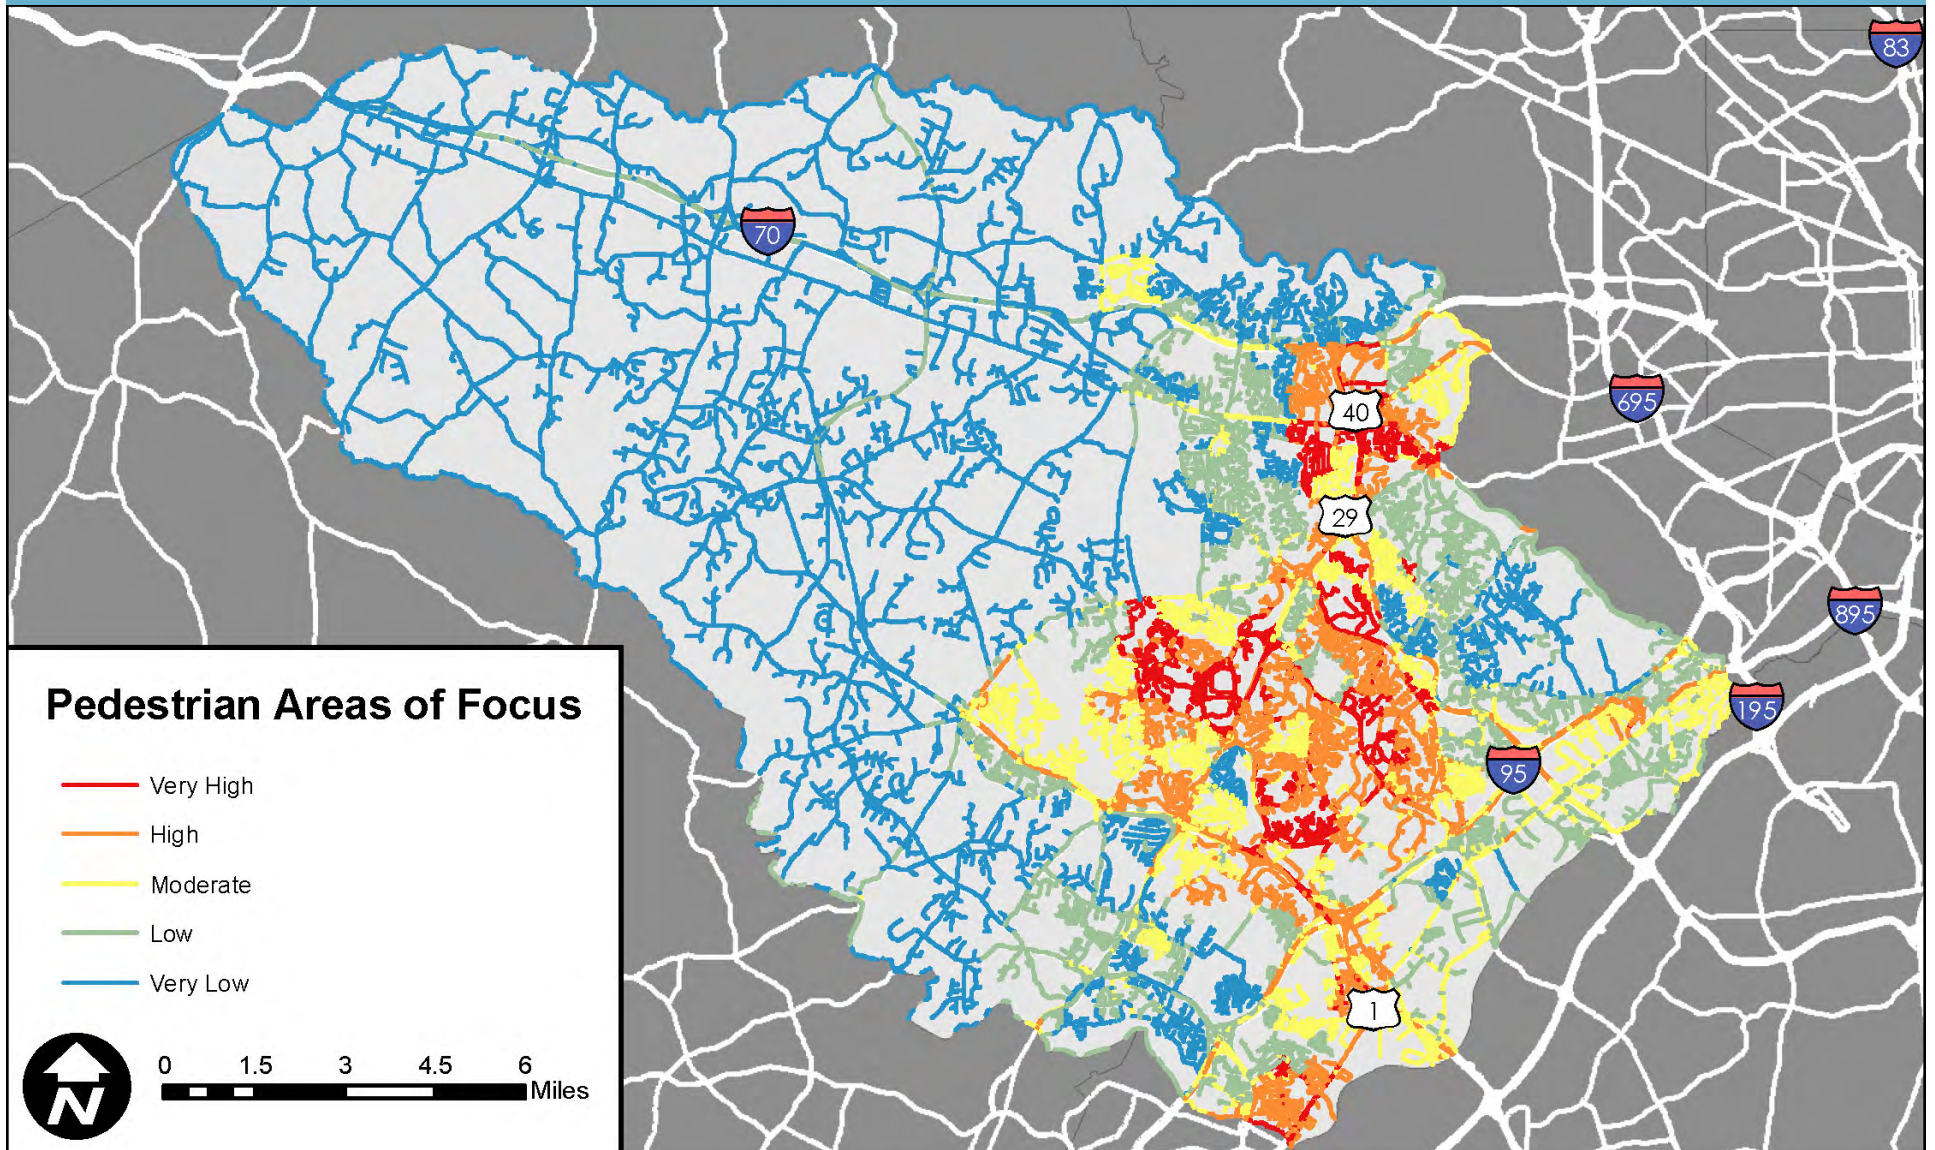 83
70
40
695
29
895
195
95
1
Pedestrian Areas of Focus
Very High
High
Moderate
Low
Very Low
N
0 1.5 3 4.5 6
Miles